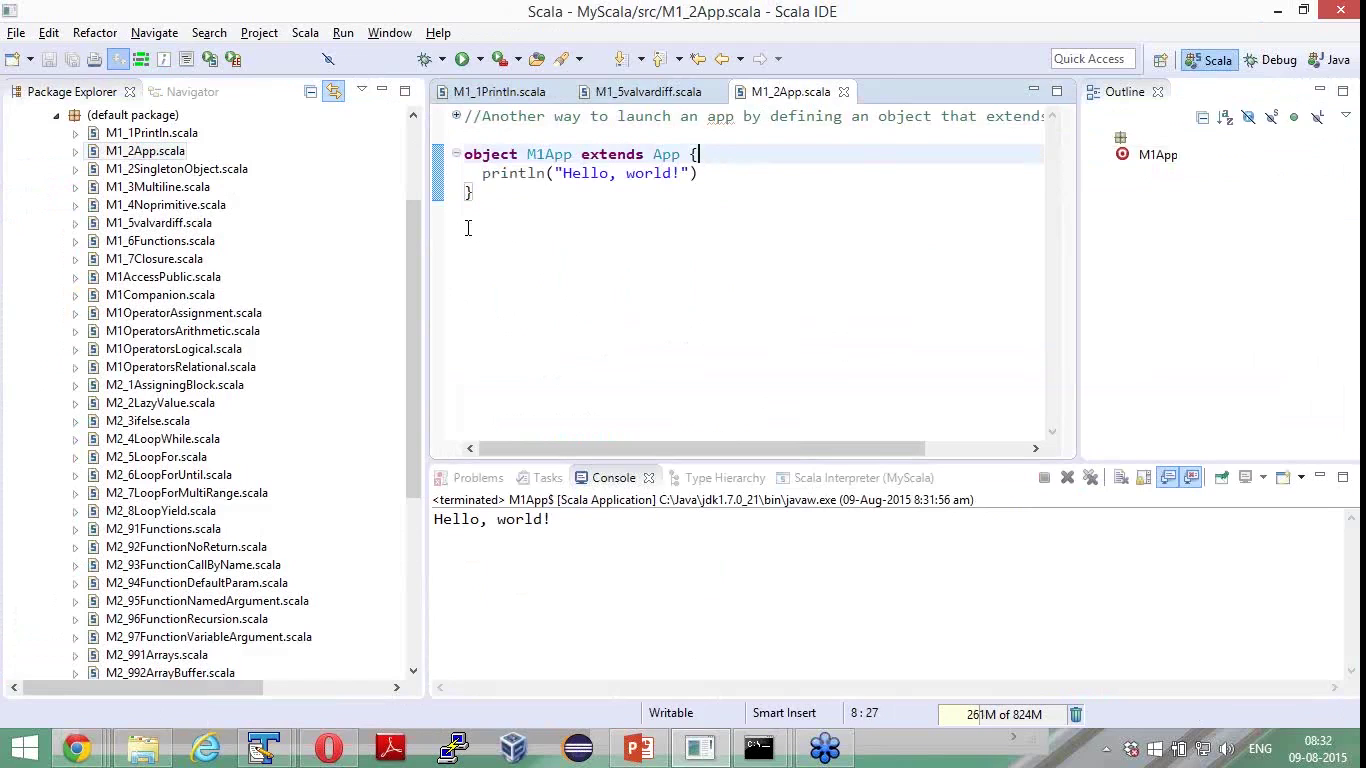 Scala - MyScala/src/M1_2App.scala - Scala IDE
File Edit Refactor Navigate Search Project Scala Run Window Help
Quick Access Scala Debug Java
Package Explorer Navigator
(default package)
M1_1Println.scala
M1_2App.scala
M1_2SingletonObject.scala
M1_3Multiline.scala
M1_4Noprimitive.scala
M1_5valvardiff.scala
M1_6Functions.scala
M1_7Closure.scala
M1AccessPublic.scala
M1Companion.scala
M1OperatorAssignment.scala
M1OperatorsArithmetic.scala
M1OperatorsLogical.scala
M1OperatorsRelational.scala
M2_1AssigningBlock.scala
M2_2LazyValue.scala
M2_3ifelse.scala
M2_4LoopWhile.scala
M2_5LoopFor.scala
M2_6LoopForUntil.scala
M2_7LoopForMultiRange.scala
M2_8LoopYield.scala
M2_91Functions.scala
M2_92FunctionNoReturn.scala
M2_93FunctionCallByName.scala
M2_94FunctionDefaultParam.scala
M2_95FunctionNamedArgument.scala
M2_96FunctionRecursion.scala
M2_97FunctionVariableArgument.scala
M2_991Arrays.scala
M2_992ArrayBuffer.scala
M1_1Println.scala M1_5valvardiff.scala M1_2App.scala
//Another way to launch an app by defining an object that extends
object M1App extends App {
println("Hello, world!")
}
Outline
M1App
Problems Tasks Console Type Hierarchy Scala Interpreter (MyScala)
<terminated> M1App$ [Scala Application] C:\Java\jdk1.7.0_21\bin\javaw.exe (09-Aug-2015 8:31:56 am)
Hello, world!
Writable Smart Insert 8 : 27 261M of 824M
ENG 08:32
09-08-2015